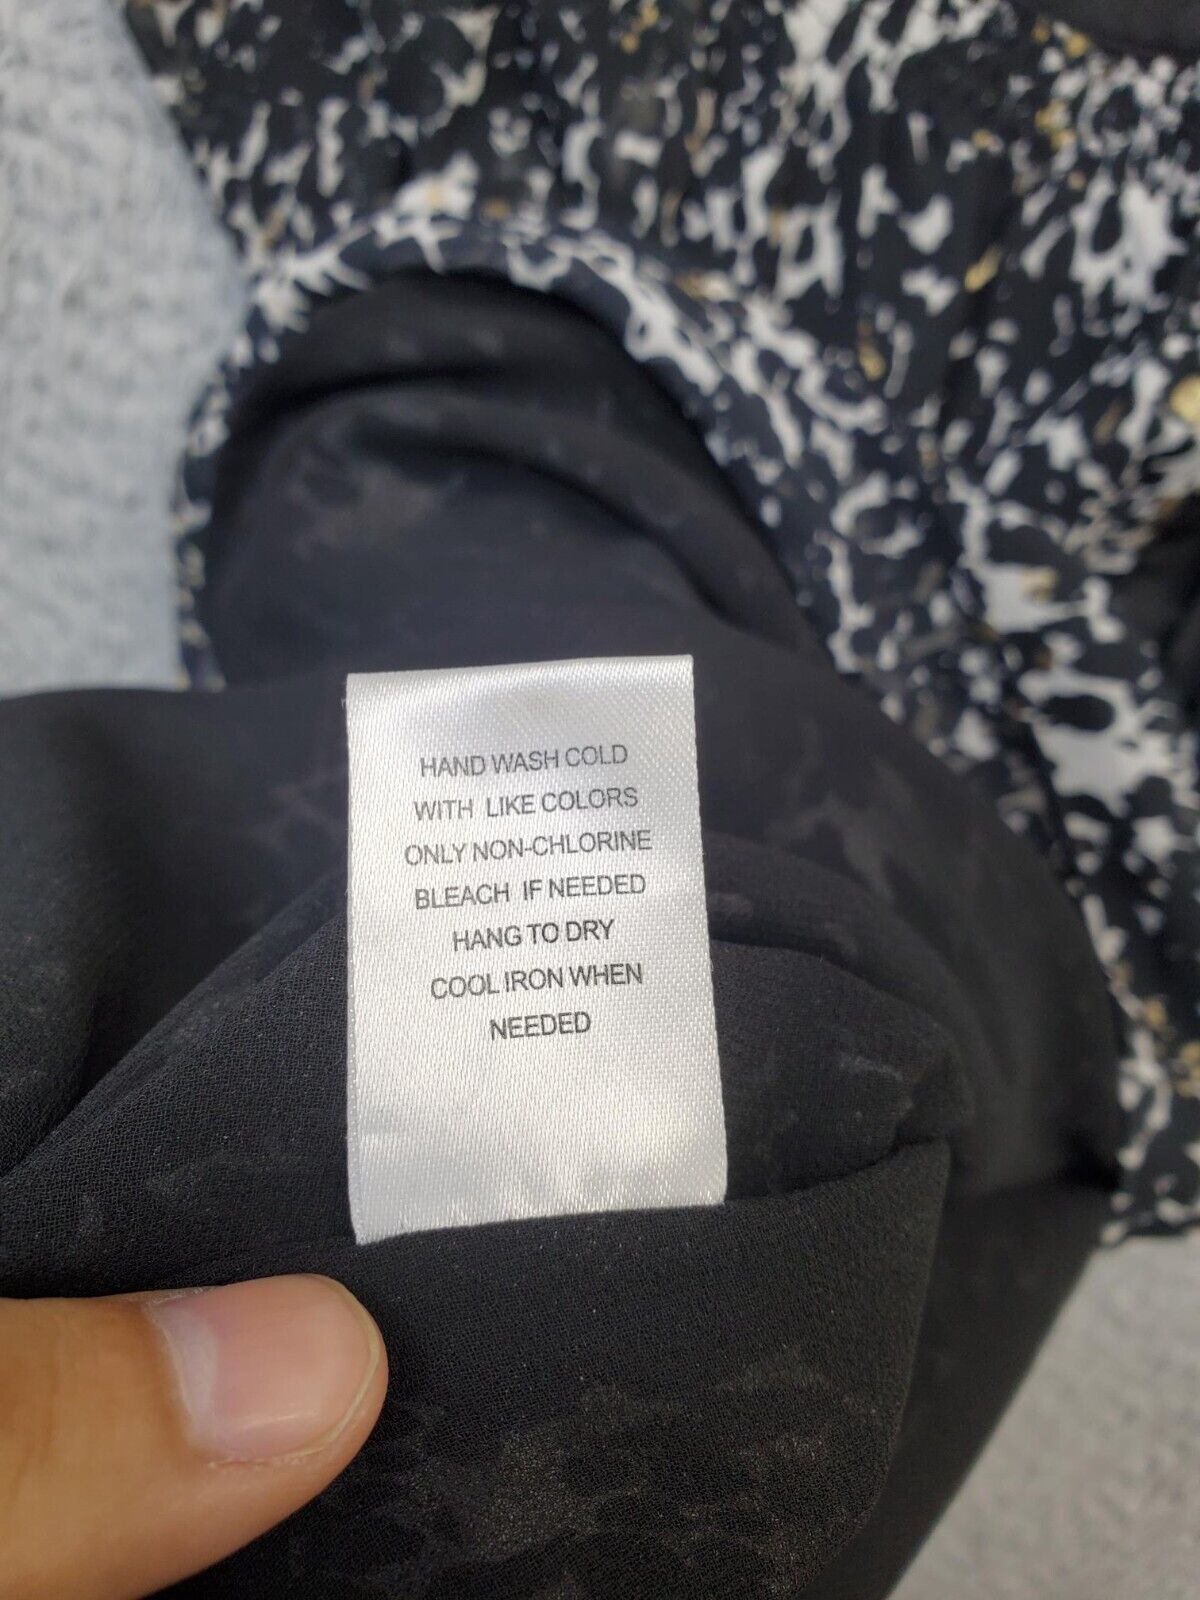 HAND WASH COLD
WITH LIKE COLORS
ONLY NON-CHLORINE
BLEACH IF NEEDED
HANG TO DRY
COOL IRON WHEN
NEEDED